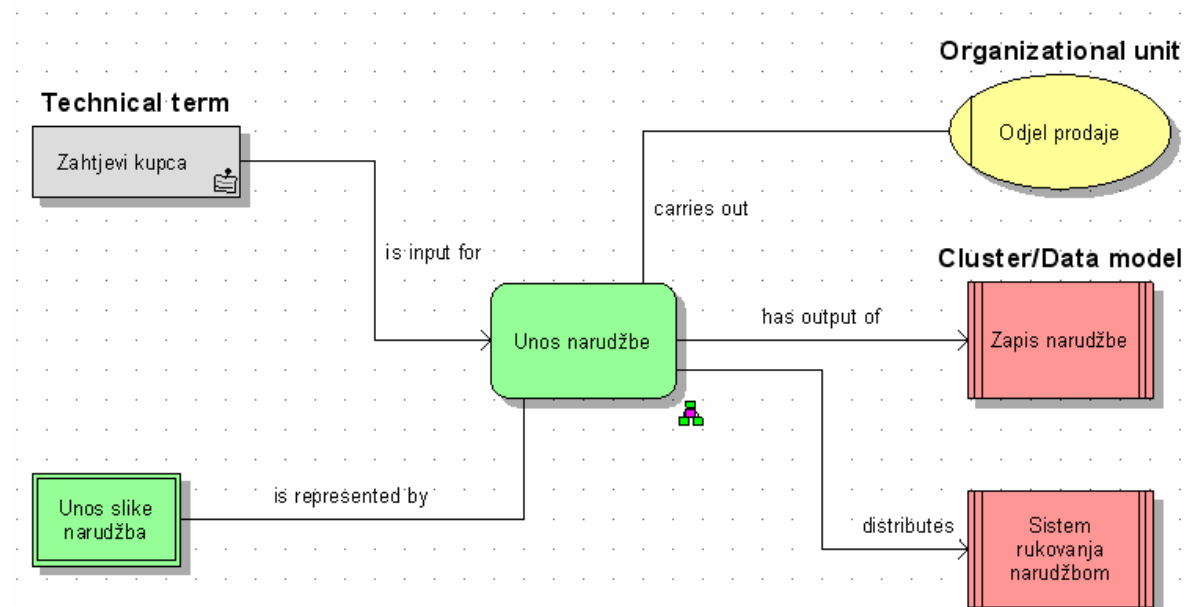 Organizational unit
Technical term
Odjel prodaje
Zahtjevi kupca
carries out
is input for
Cluster/Data model
has output of
Unos narudžbe
Zapis narudžbe
is represented by
Unos slike
narudžba
distributes
Sistem
rukovanja
narudžbom